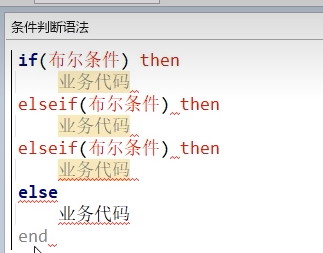 条件判断语法
if(布尔条件) then
业务代码
elseif(布尔条件) then
业务代码
elseif(布尔条件) then
业务代码
else
业务代码
end